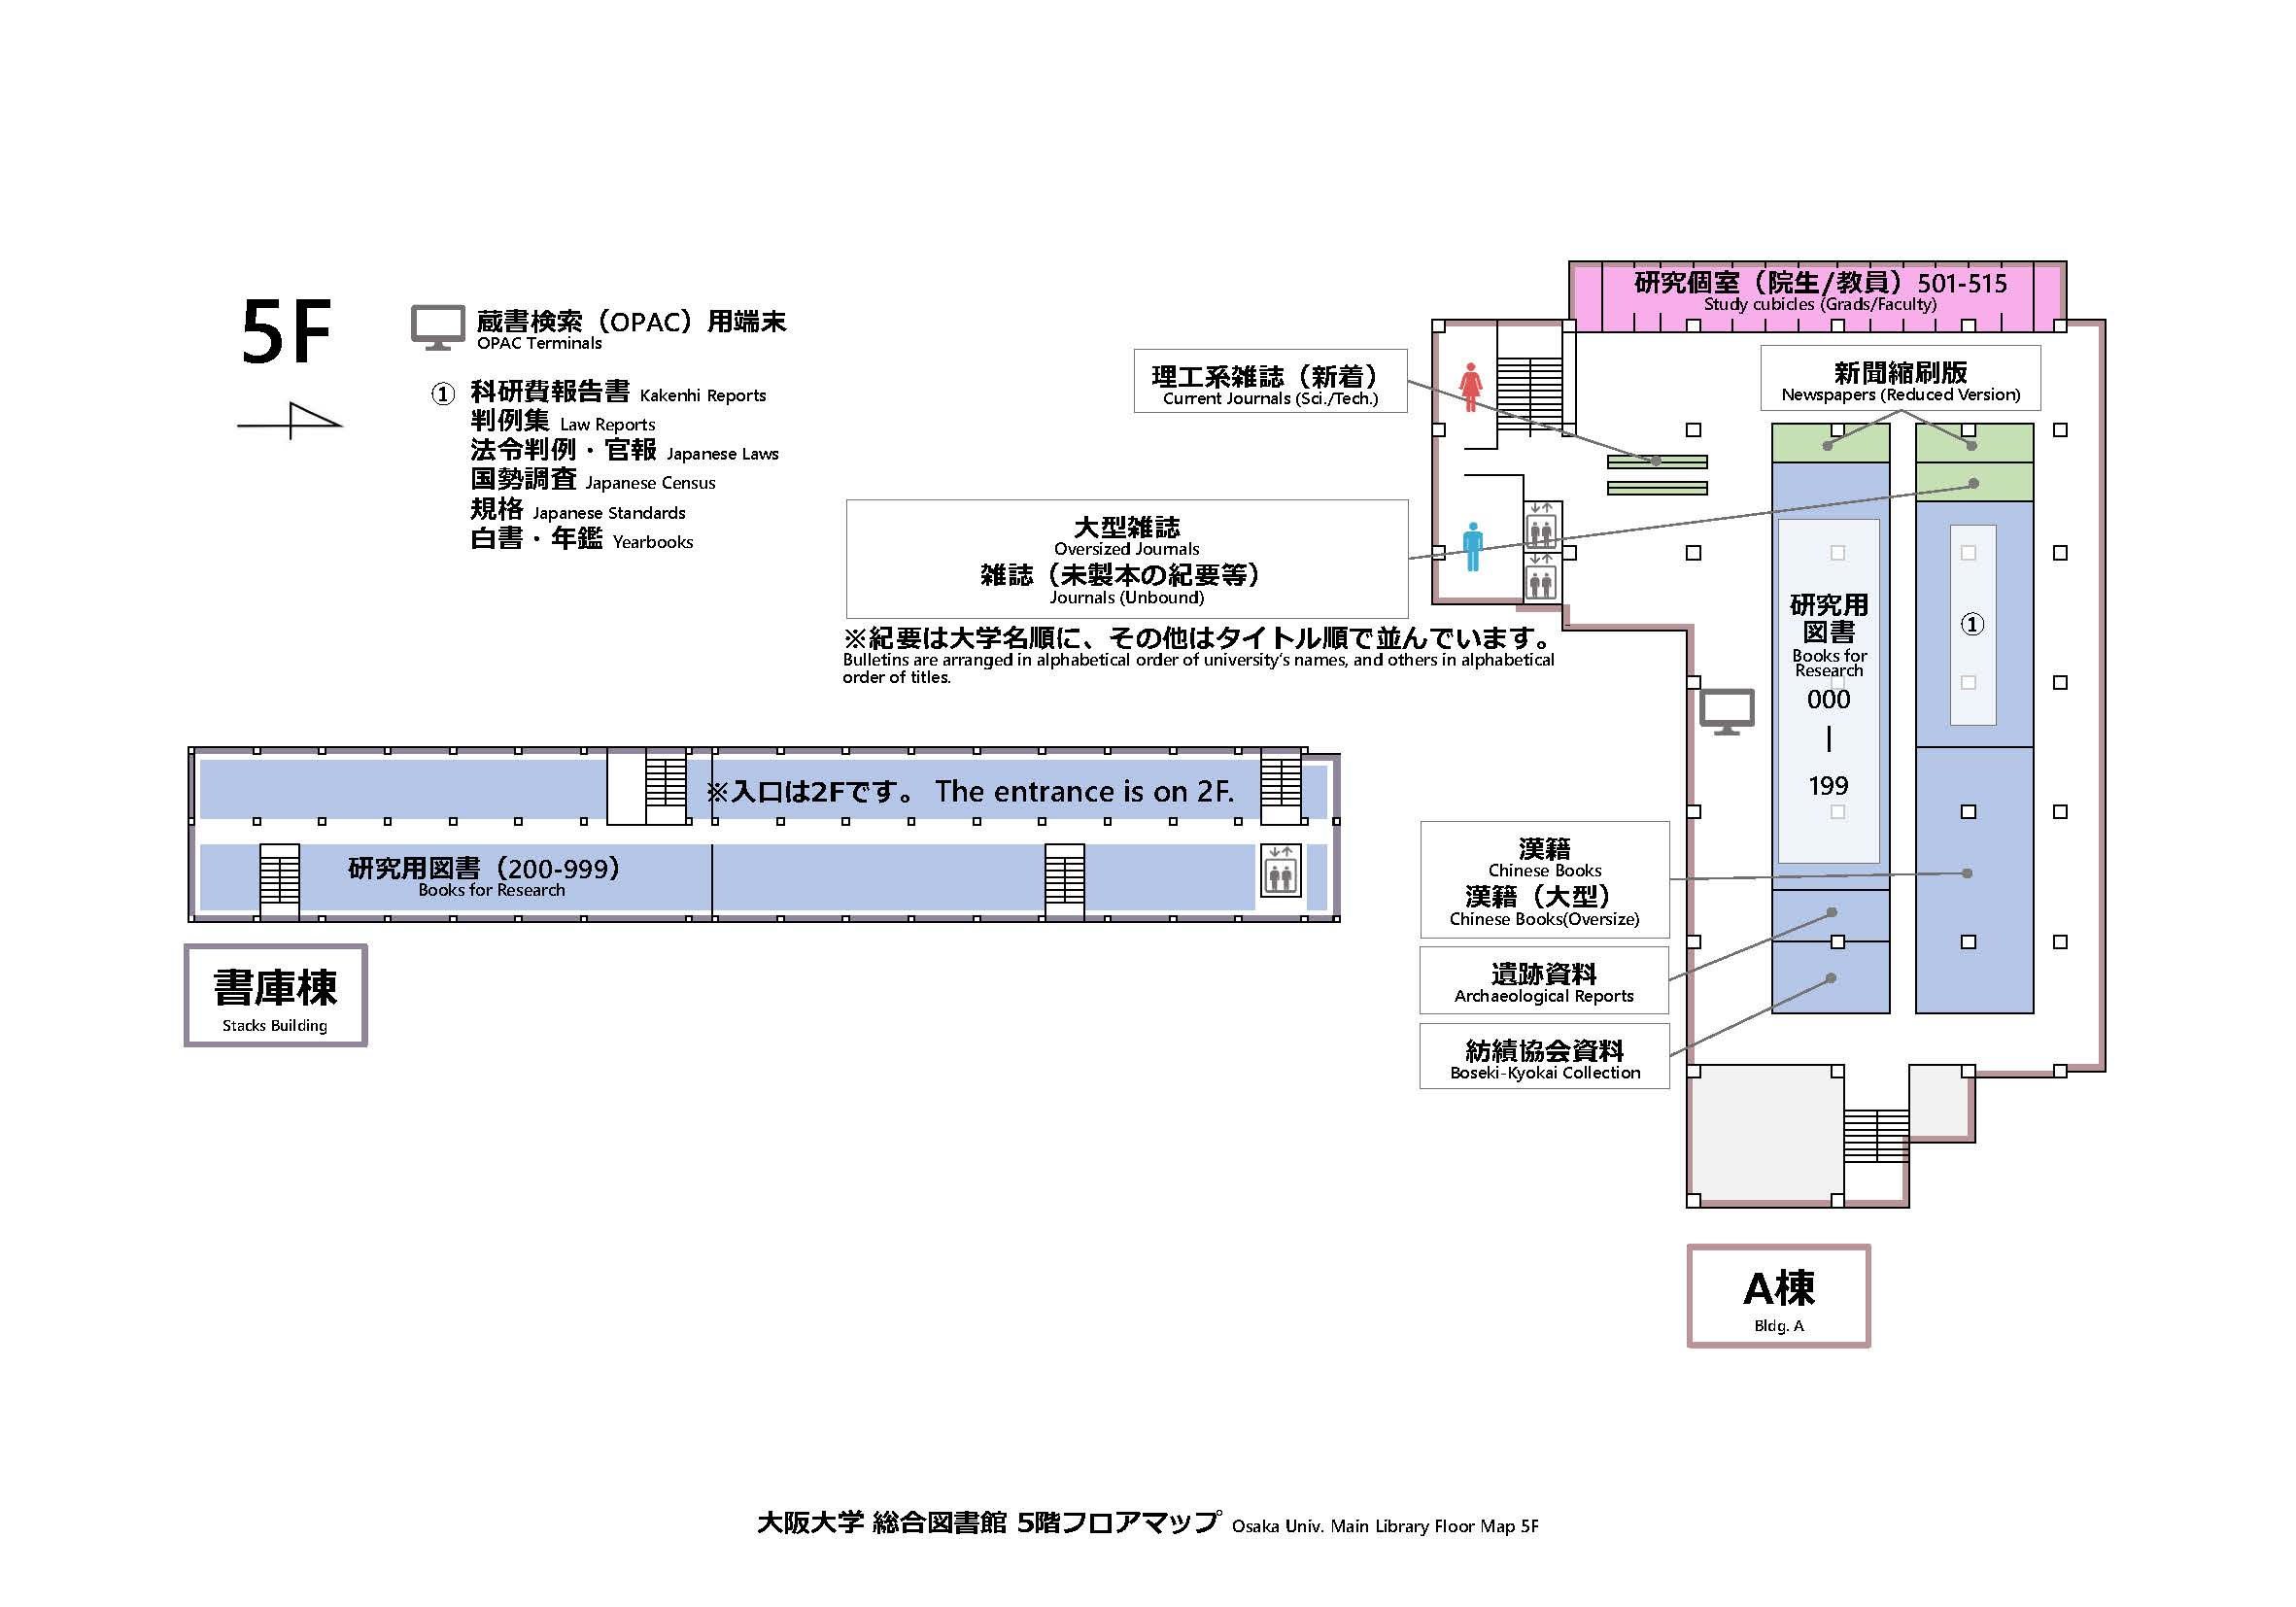 5F
蔵書検索（OPAC）用端末
OPAC Terminals
① 科研費報告書 Kakenhi Reports
判例集 Law Reports
法令判例・官報 Japanese Laws
国勢調査 Japanese Census
規格 Japanese Standards
白書・年鑑 Yearbooks
研究個室（院生/教員）501-515
Study cubicles (Grads/Faculty)
理工系雑誌（新着）
Current Journals (Sci./Tech.)
新聞縮刷版
Newspapers (Reduced Version)
大型雑誌
Oversized Journals
雑誌（未製本の紀要等）
Journals (Unbound)
※紀要は大学名順に、その他はタイトル順で並んでいます。
Bulletins are arranged in alphabetical order of university's names, and others in alphabetical
order of titles.
研究用
図書
Books for
Research
000
|
199
①
※入口は2Fです。 The entrance is on 2F.
研究用図書（200-999）
Books for Research
書庫棟
Stacks Building
漢籍
Chinese Books
漢籍（大型）
Chinese Books(Oversize)
遺跡資料
Archaeological Reports
紡績協会資料
Boseki-Kyokai Collection
A棟
Bldg. A
大阪大学 総合図書館 5階フロアマップ Osaka Univ. Main Library Floor Map 5F